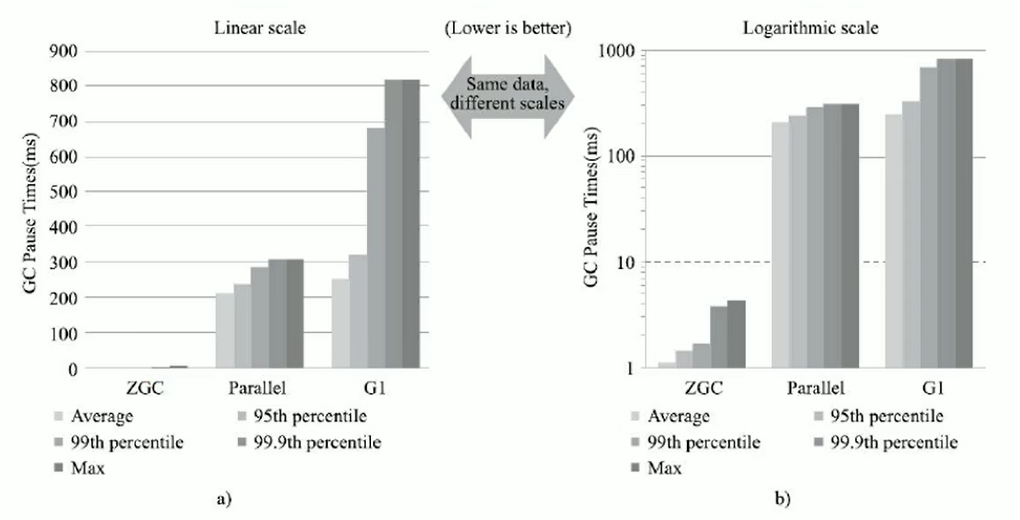 Linear scale
(Lower is better)
Logarithmic scale
Same data,
different scales
GC Pause Times(ms)
900
800
700
600
500
400
300
200
100
0
ZGC
Parallel
G1
Average
95th percentile
99th percentile
99.9th percentile
Max
a)
GC Pause Times(ms)
1000
100
10
1
ZGC
Parallel
G1
Average
95th percentile
99th percentile
99.9th percentile
Max
b)